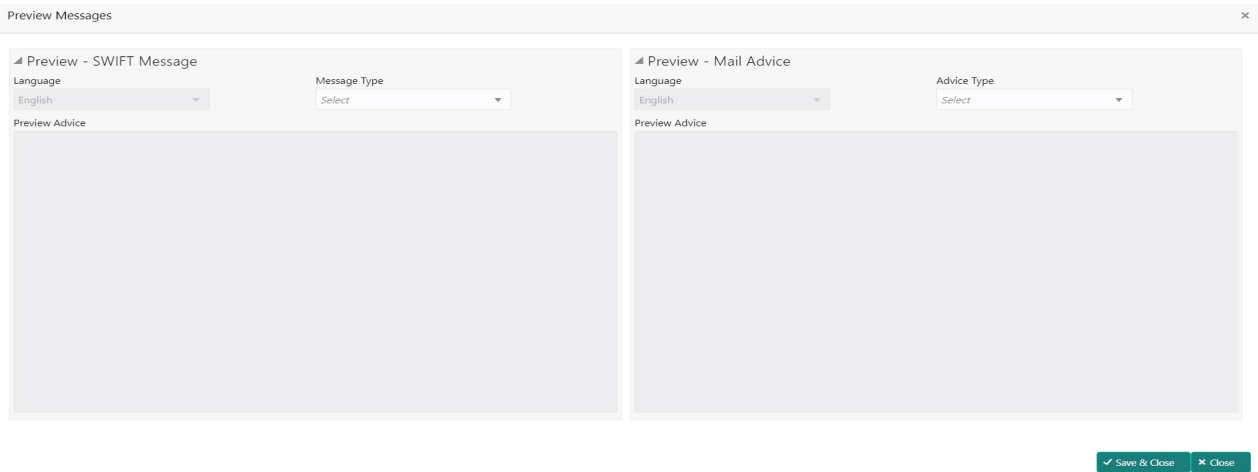 Preview Messages
Preview - SWIFT Message
Language
Message Type
English
Select
Preview Advice
Preview - Mail Advice
Language
Advice Type
English
Select
Preview Advice
Save & Close
Close